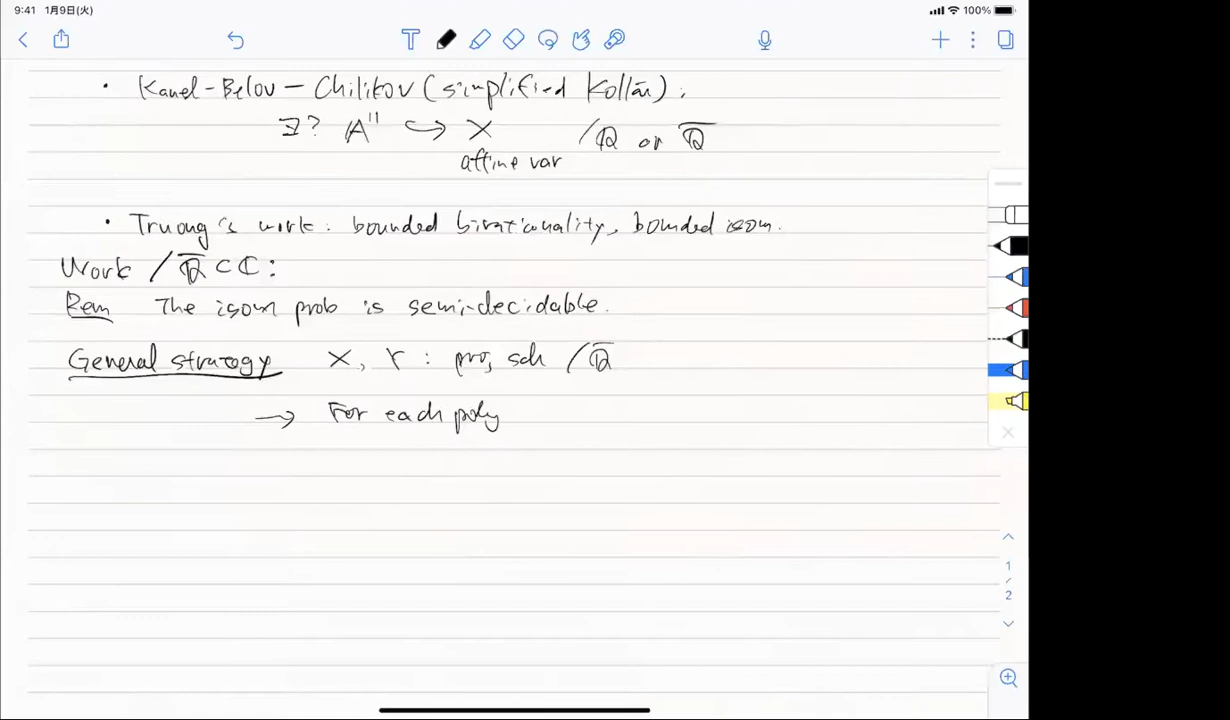 9:41 1月9日(火)
100%
• Kanel-Belov – Chilikov (simplified Kollár) :
∃? 𝔸ⁿ ↪ X /ℚ or ℚ̅
affine var
• Truong's work : bounded birationality, bounded isom.
Work /ℚ̅ ⊂ ℂ :
Rem The isom prob is semi-decidable.
General strategy X, Y : proj sch /ℚ̅
→ For each poly
1
/
2